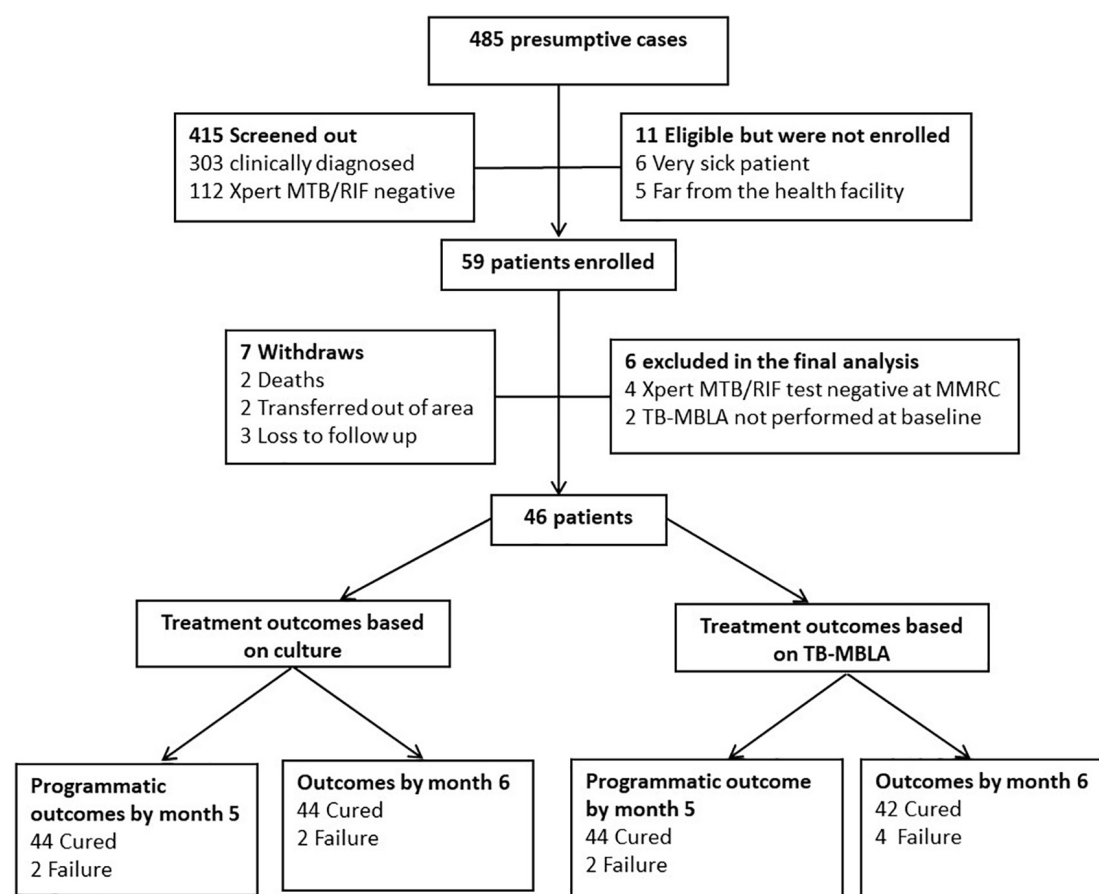 485 presumptive cases
415 Screened out
303 clinically diagnosed
112 Xpert MTB/RIF negative
11 Eligible but were not enrolled
6 Very sick patient
5 Far from the health facility
59 patients enrolled
7 Withdraws
2 Deaths
2 Transferred out of area
3 Loss to follow up
6 excluded in the final analysis
4 Xpert MTB/RIF test negative at MMRC
2 TB-MBLA not performed at baseline
46 patients
Treatment outcomes based
on culture
Treatment outcomes based
on TB-MBLA
Programmatic
outcomes by month 5
44 Cured
2 Failure
Outcomes by month 6
44 Cured
2 Failure
Programmatic outcome
by month 5
44 Cured
2 Failure
Outcomes by month 6
42 Cured
4 Failure